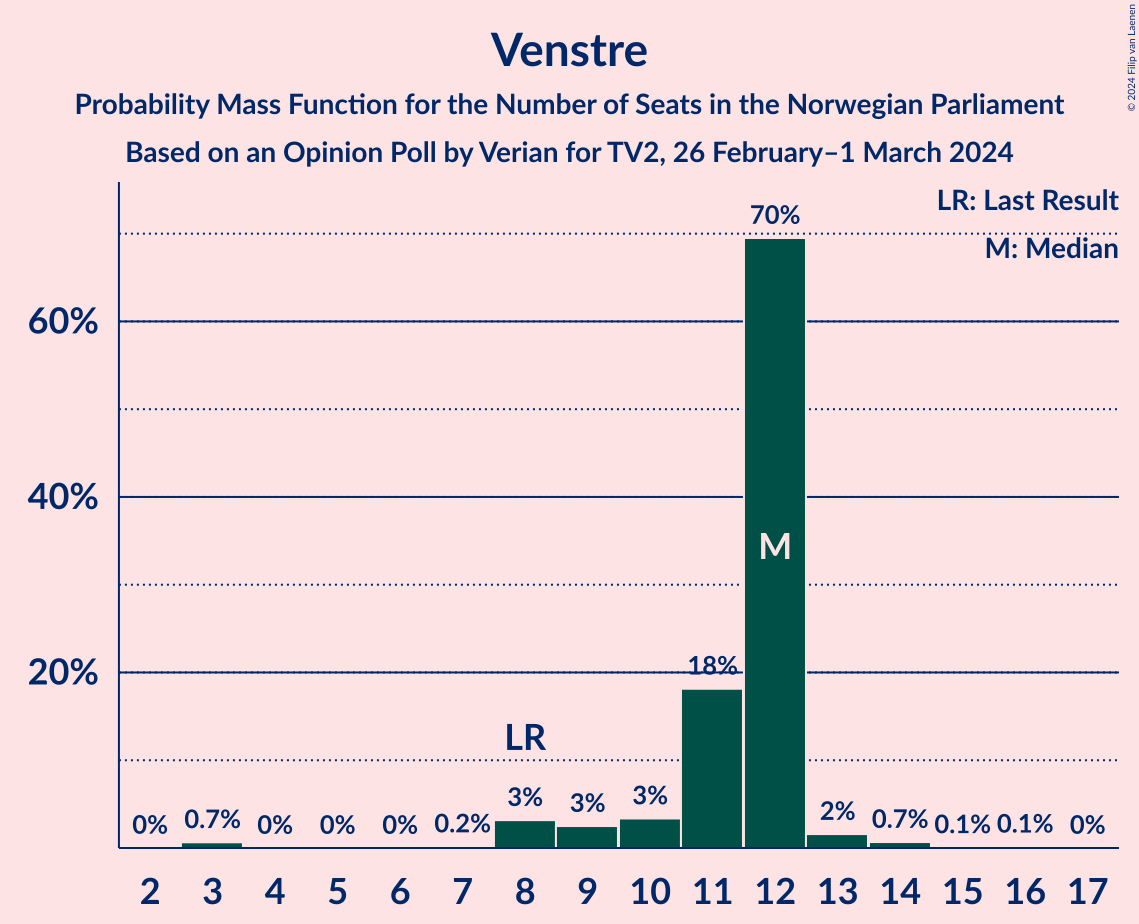 Venstre
Probability Mass Function for the Number of Seats in the Norwegian Parliament
Based on an Opinion Poll by Verian for TV2, 26 February–1 March 2024
© 2024 Filip van Laenen
LR: Last Result
M: Median
60%
40%
20%
0%
0.7%
0%
0%
0%
0.2%
3%
3%
3%
18%
70%
2%
0.7%
0.1%
0.1%
0%
LR
M
2 3 4 5 6 7 8 9 10 11 12 13 14 15 16 17